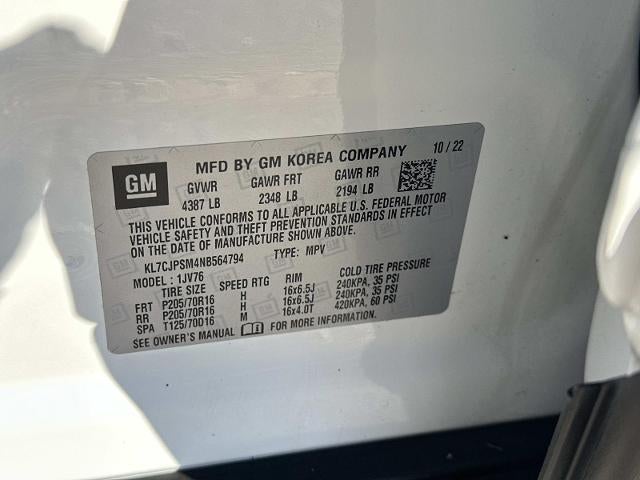 MFD BY GM KOREA COMPANY 10 / 22
GM
GVWR GAWR FRT GAWR RR
4387 LB 2348 LB 2194 LB
THIS VEHICLE CONFORMS TO ALL APPLICABLE U.S. FEDERAL MOTOR
VEHICLE SAFETY, BUMPER, AND THEFT PREVENTION STANDARDS IN EFFECT
ON THE DATE OF MANUFACTURE SHOWN ABOVE.
KL7CJPSM4NB564794 TYPE: MPV
MODEL: 1JV76
TIRE SIZE SPEED RTG RIM COLD TIRE PRESSURE
FRT P205/70R16 H 16x6.5J 240KPA, 35 PSI
RR P205/70R16 H 16x6.5J 240KPA, 35 PSI
SPA T125/70D16 M 16x4.0T 420KPA, 60 PSI
SEE OWNER'S MANUAL FOR MORE INFORMATION.